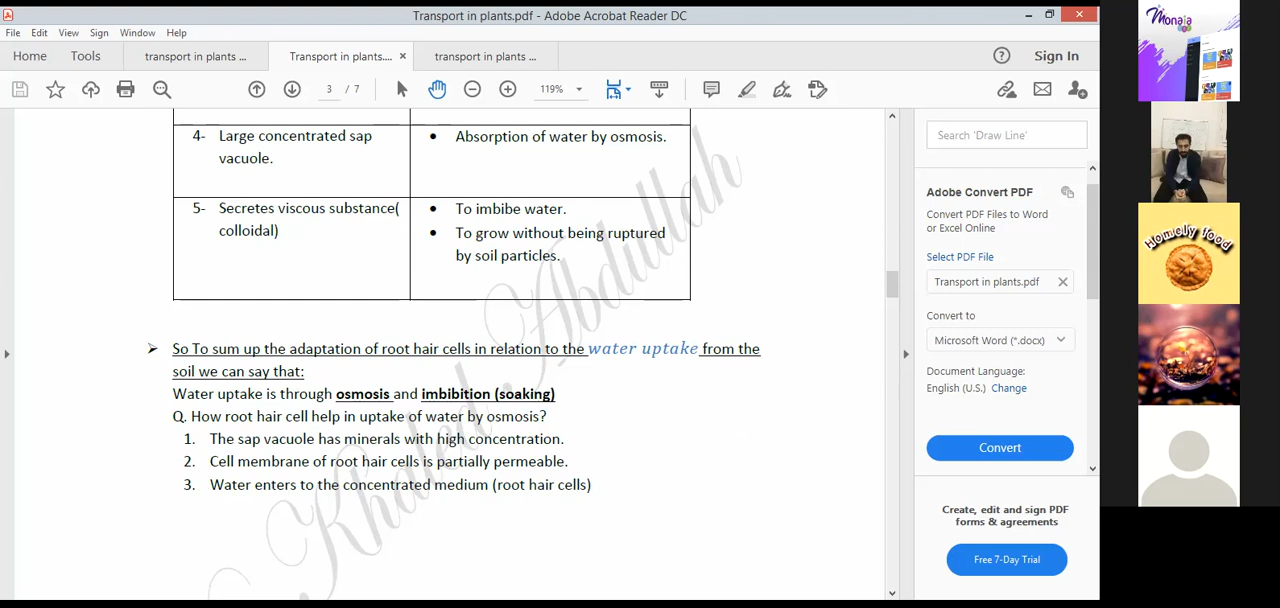 Transport in plants.pdf - Adobe Acrobat Reader DC
File Edit View Sign Window Help
Home Tools transport in plants ... Transport in plants.... × transport in plants ... ? Sign In
3 / 7 119%
4- Large concentrated sap
vacuole.
• Absorption of water by osmosis.
5- Secretes viscous substance(
colloidal)
• To imbibe water.
• To grow without being ruptured
by soil particles.
➢ So To sum up the adaptation of root hair cells in relation to the water uptake from the
soil we can say that:
Water uptake is through osmosis and imbibition (soaking)
Q. How root hair cell help in uptake of water by osmosis?
1. The sap vacuole has minerals with high concentration.
2. Cell membrane of root hair cells is partially permeable.
3. Water enters to the concentrated medium (root hair cells)
Khaled Abdullah
Search 'Draw Line'
Adobe Convert PDF
Convert PDF Files to Word
or Excel Online
Select PDF File
Transport in plants.pdf ×
Convert to
Microsoft Word (*.docx)
Document Language:
English (U.S.) Change
Convert
Create, edit and sign PDF
forms & agreements
Free 7-Day Trial
Monaja
Homely food